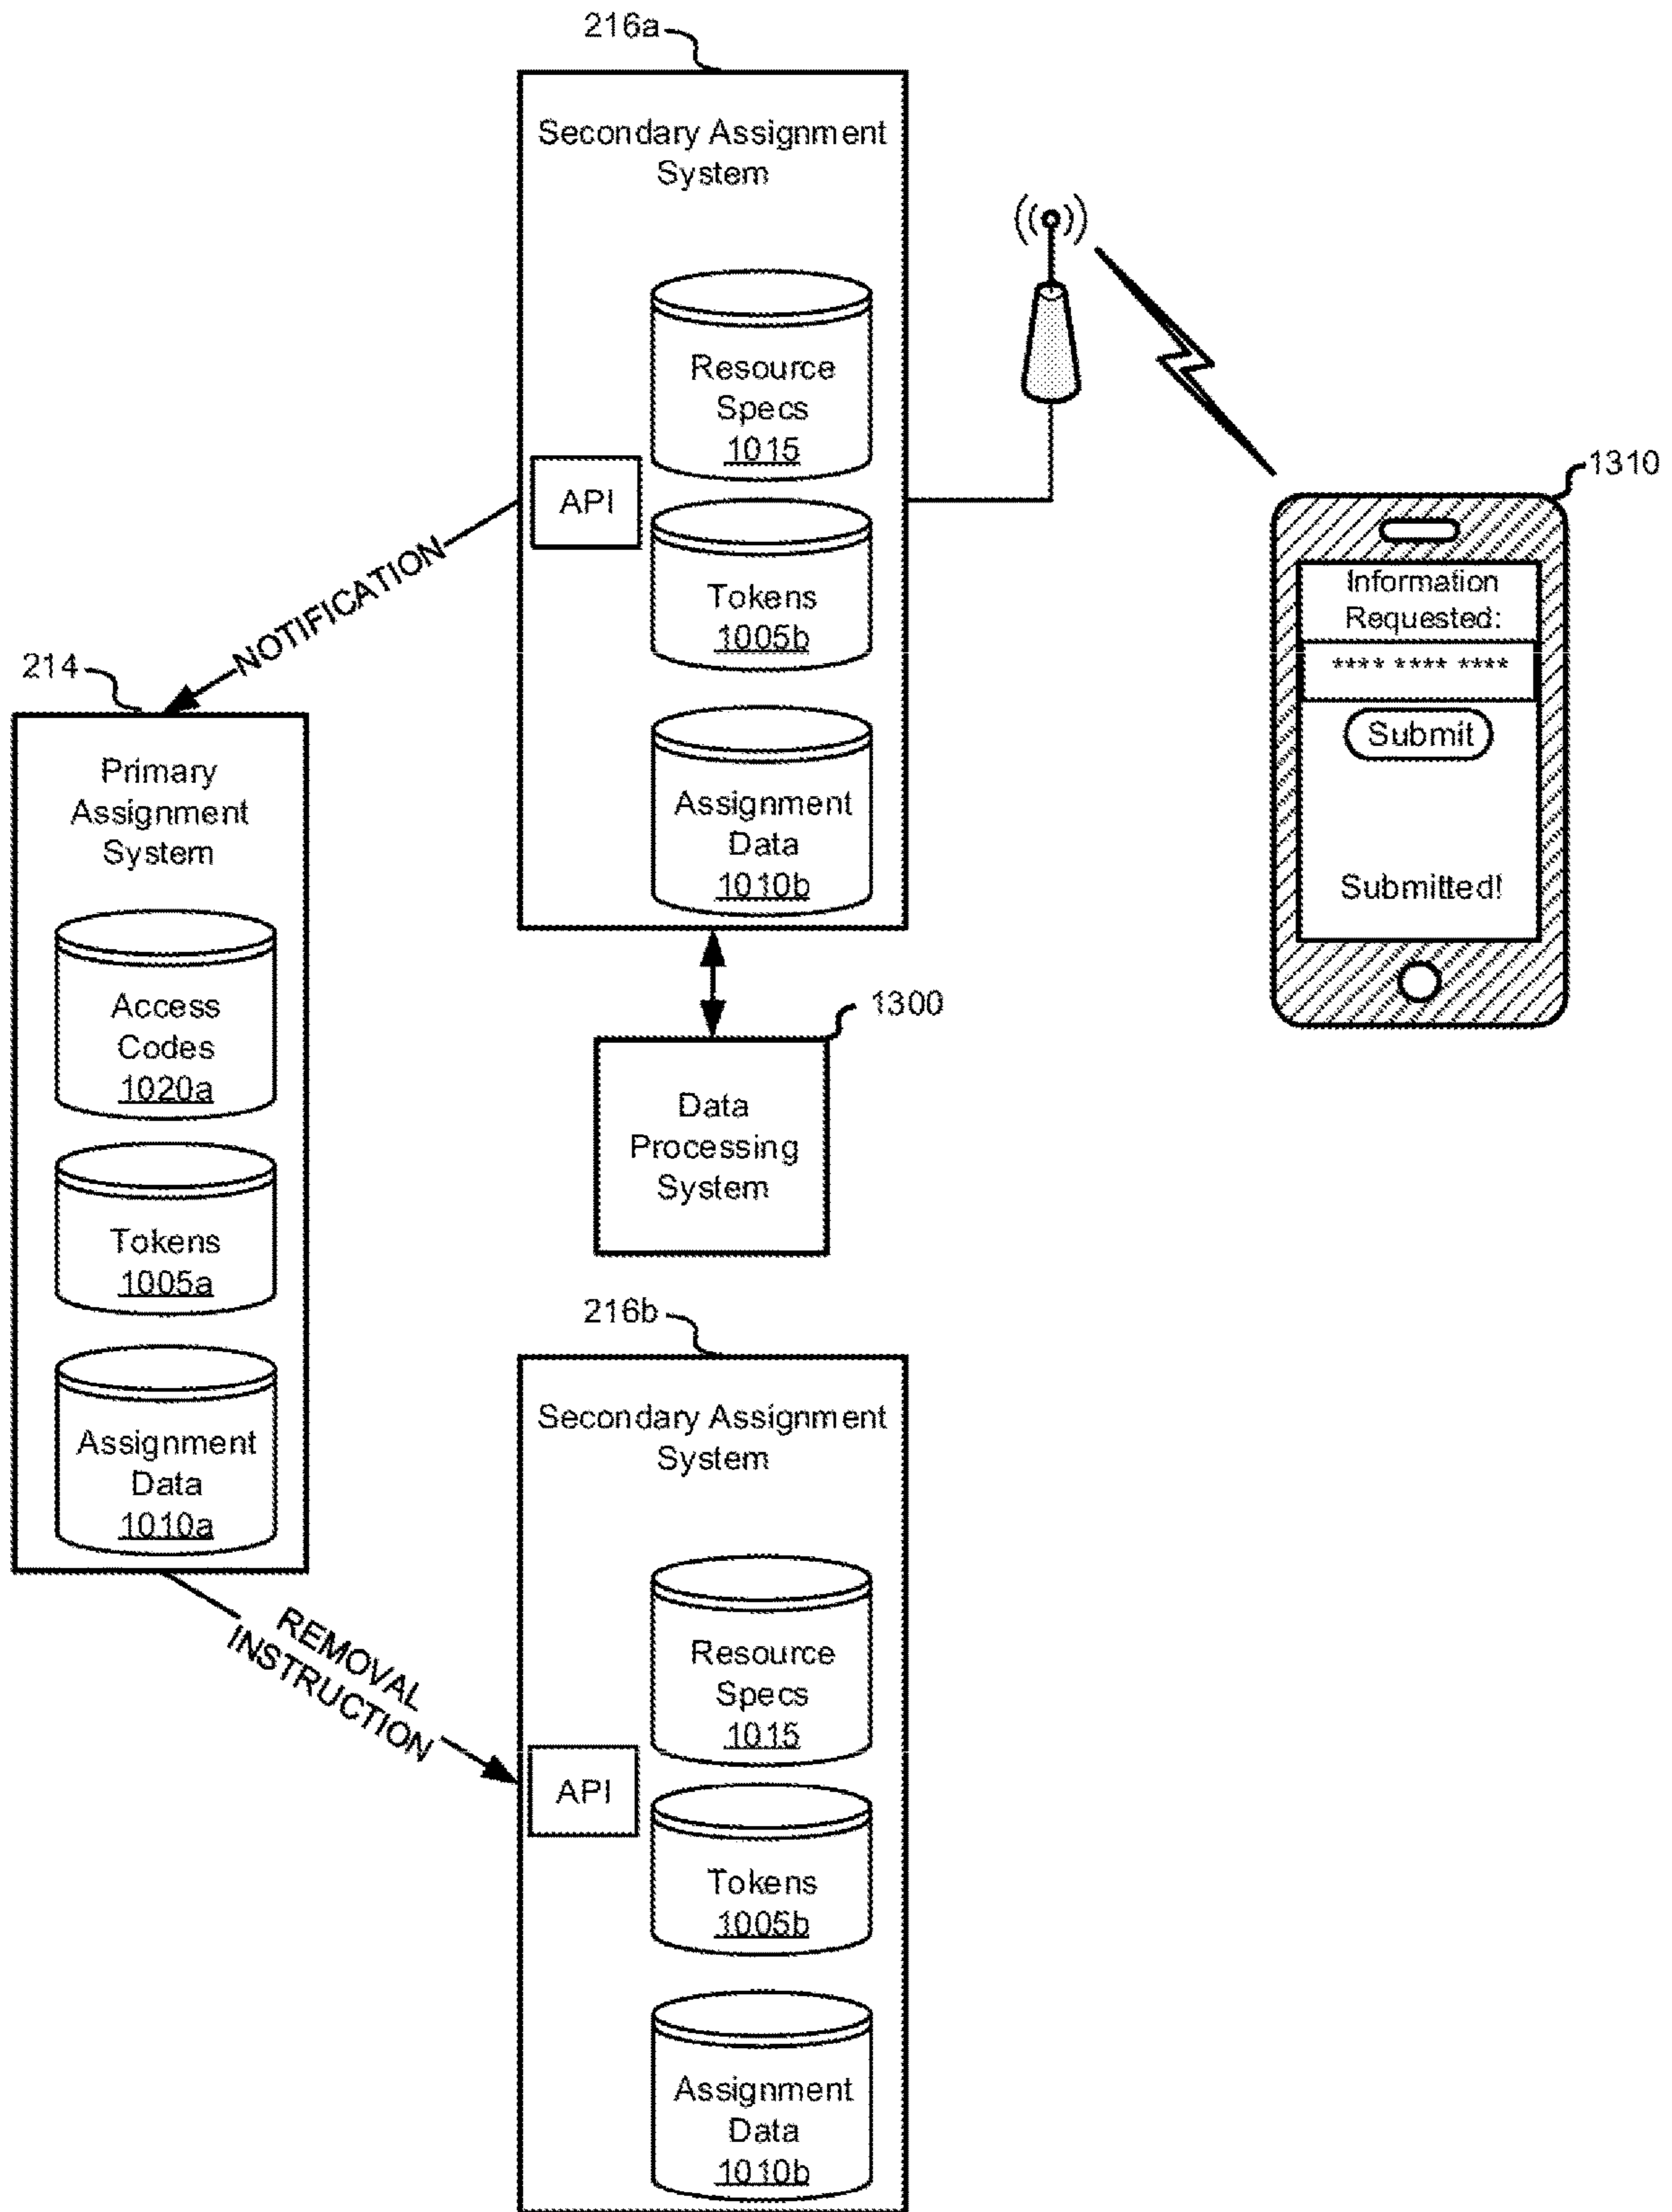 216a
Secondary Assignment
System
Resource
Specs
1015
API
Tokens
1005b
Assignment
Data
1010b
NOTIFICATION
1310
Information
Requested:
**** **** ****
Submit
Submitted!
214
Primary
Assignment
System
Access
Codes
1020a
Tokens
1005a
Assignment
Data
1010a
1300
Data
Processing
System
REMOVAL
INSTRUCTION
216b
Secondary Assignment
System
Resource
Specs
1015
API
Tokens
1005b
Assignment
Data
1010b